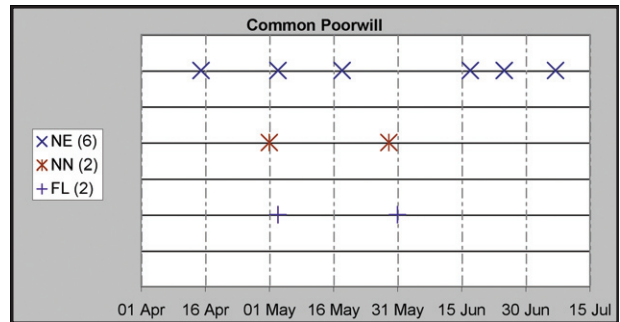 Common Poorwill
NE (6)
NN (2)
FL (2)
01 Apr 16 Apr 01 May 16 May 31 May 15 Jun 30 Jun 15 Jul